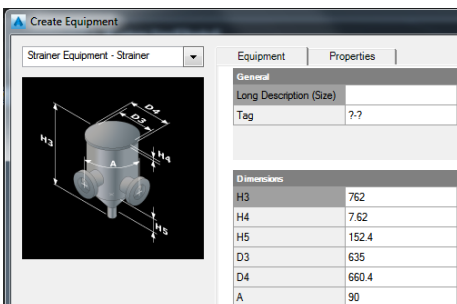 Create Equipment
Strainer Equipment - Strainer
Equipment Properties
General
Long Description (Size)
Tag ?-?
Dimensions
H3 762
H4 7.62
H5 152.4
D3 635
D4 660.4
A 90
D4
D3
H3
H4
A
H5